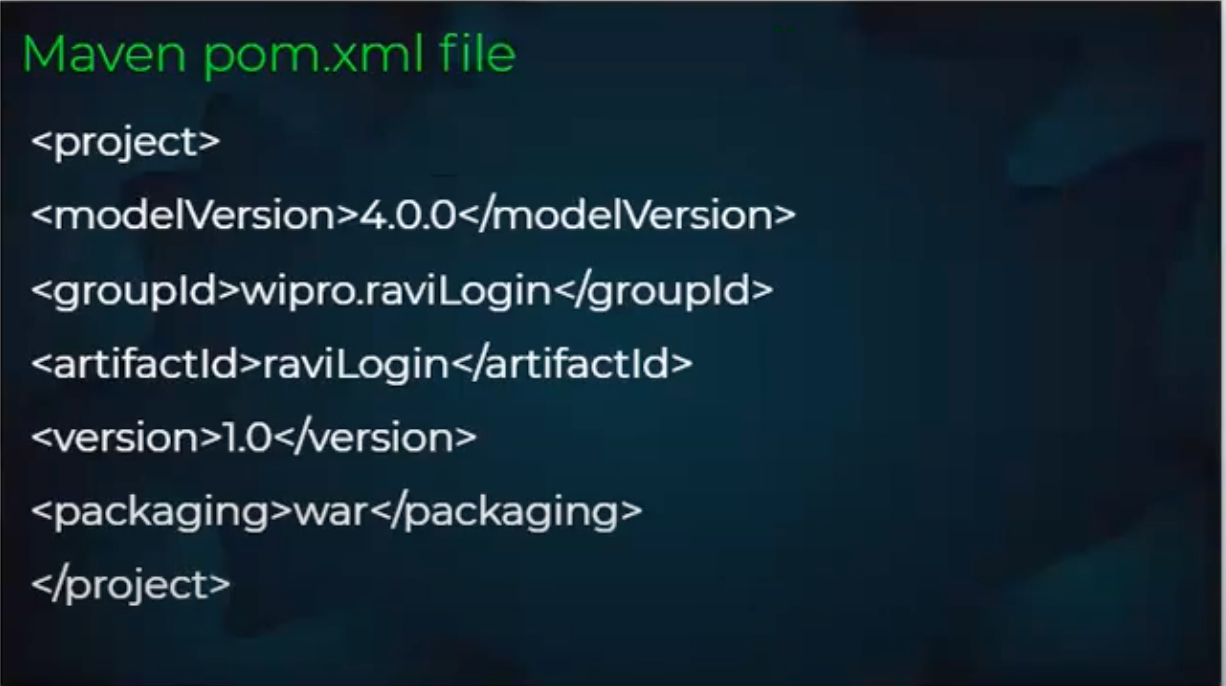 Maven pom.xml file
<project>
<modelVersion>4.0.0</modelVersion>
<groupId>wipro.raviLogin</groupId>
<artifactId>raviLogin</artifactId>
<version>1.0</version>
<packaging>war</packaging>
</project>